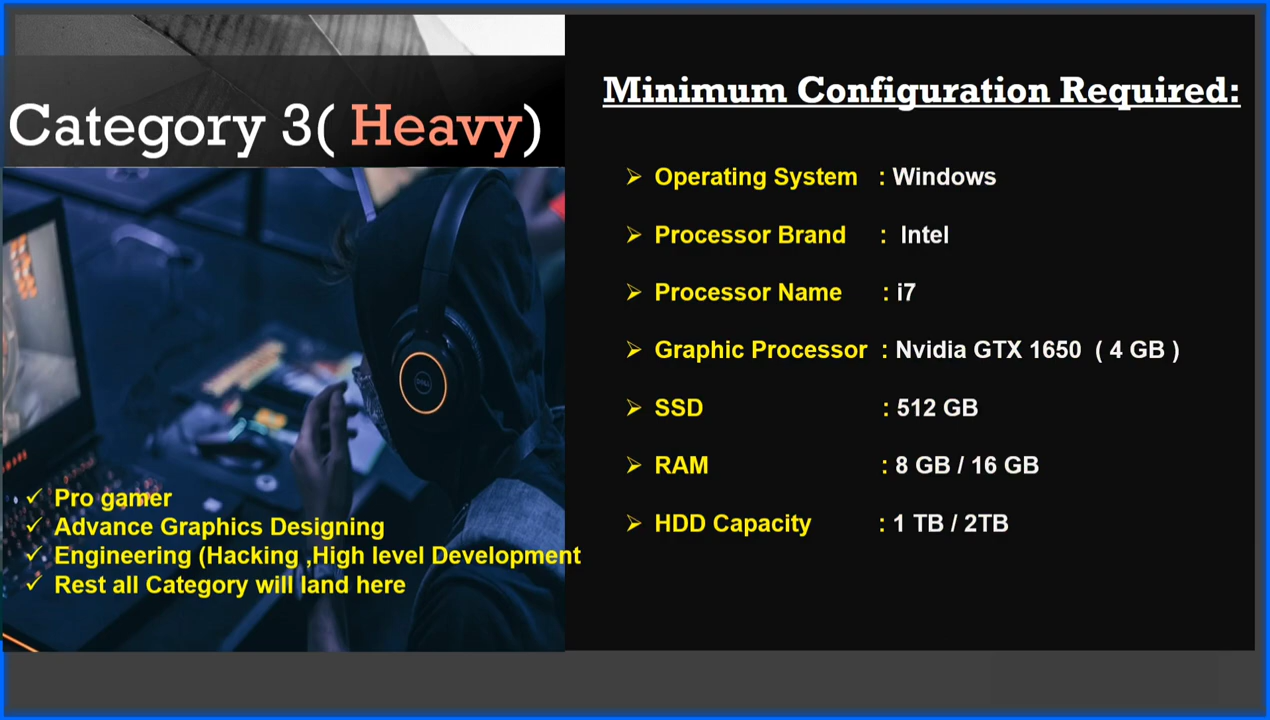 Category 3( Heavy)
DELL
Pro gamer
Advance Graphics Designing
Engineering (Hacking ,High level Development
Rest all Category will land here
Minimum Configuration Required:
Operating System : Windows
Processor Brand : Intel
Processor Name : i7
Graphic Processor : Nvidia GTX 1650 ( 4 GB )
SSD : 512 GB
RAM : 8 GB / 16 GB
HDD Capacity : 1 TB / 2TB